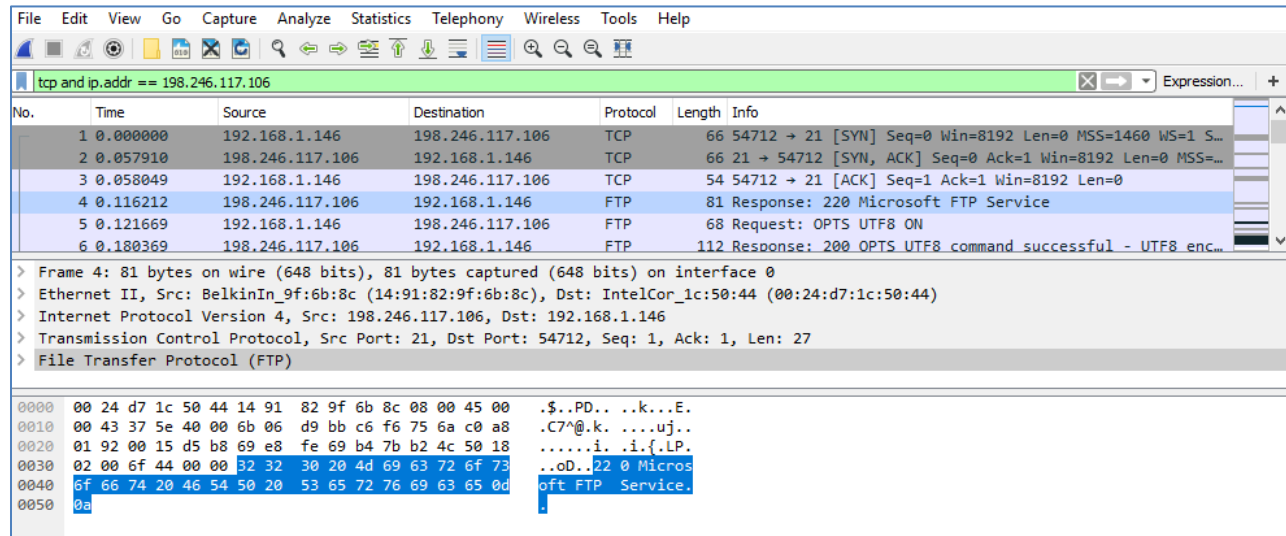 File Edit View Go Capture Analyze Statistics Telephony Wireless Tools Help
tcp and ip.addr == 198.246.117.106 Expression... +
No. Time Source Destination Protocol Length Info
1 0.000000 192.168.1.146 198.246.117.106 TCP 66 54712 → 21 [SYN] Seq=0 Win=8192 Len=0 MSS=1460 WS=1 S…
2 0.057910 198.246.117.106 192.168.1.146 TCP 66 21 → 54712 [SYN, ACK] Seq=0 Ack=1 Win=8192 Len=0 MSS=…
3 0.058049 192.168.1.146 198.246.117.106 TCP 54 54712 → 21 [ACK] Seq=1 Ack=1 Win=8192 Len=0
4 0.116212 198.246.117.106 192.168.1.146 FTP 81 Response: 220 Microsoft FTP Service
5 0.121669 192.168.1.146 198.246.117.106 FTP 68 Request: OPTS UTF8 ON
6 0.180369 198.246.117.106 192.168.1.146 FTP 112 Response: 200 OPTS UTF8 command successful - UTF8 enc…
> Frame 4: 81 bytes on wire (648 bits), 81 bytes captured (648 bits) on interface 0
> Ethernet II, Src: BelkinIn_9f:6b:8c (14:91:82:9f:6b:8c), Dst: IntelCor_1c:50:44 (00:24:d7:1c:50:44)
> Internet Protocol Version 4, Src: 198.246.117.106, Dst: 192.168.1.146
> Transmission Control Protocol, Src Port: 21, Dst Port: 54712, Seq: 1, Ack: 1, Len: 27
> File Transfer Protocol (FTP)
0000 00 24 d7 1c 50 44 14 91 82 9f 6b 8c 08 00 45 00 .$..PD.. ..k...E.
0010 00 43 37 5e 40 00 6b 06 d9 bb c6 f6 75 6a c0 a8 .C7^@.k. ....uj..
0020 01 92 00 15 d5 b8 69 e8 fe 69 b4 7b b2 4c 50 18 ......i. .i.{.LP.
0030 02 00 6f 44 00 00 32 32 30 20 4d 69 63 72 6f 73 ..oD..22 0 Micros
0040 6f 66 74 20 46 54 50 20 53 65 72 76 69 63 65 0d oft FTP Service.
0050 0a .